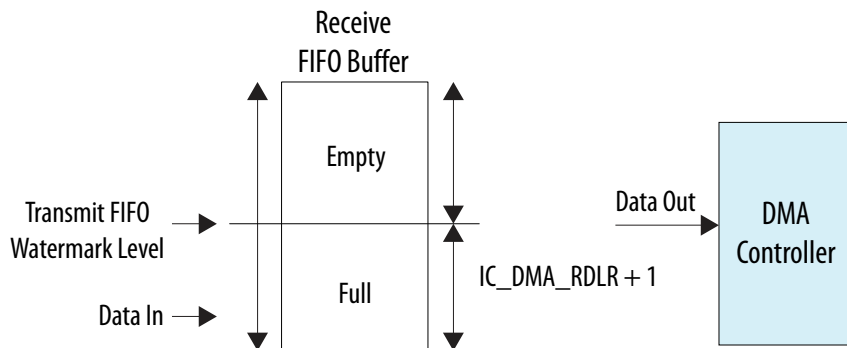 Receive
FIFO Buffer
Empty
Transmit FIFO
Watermark Level
Data Out
DMA
Controller
Full
IC_DMA_RDLR + 1
Data In